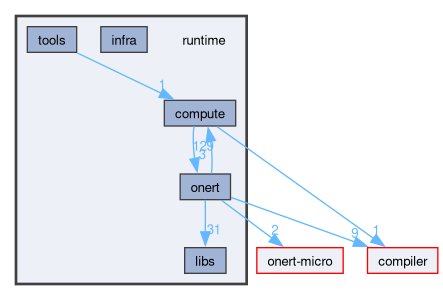 tools
infra
runtime
1
compute
129
3
onert
31
2
9
1
libs
onert-micro
compiler